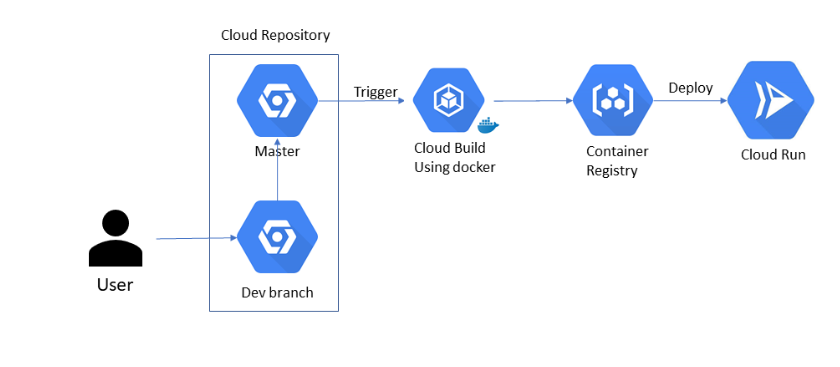 Cloud Repository
Trigger
Deploy
Master
Cloud Build
Using docker
Container
Registry
Cloud Run
User
Dev branch